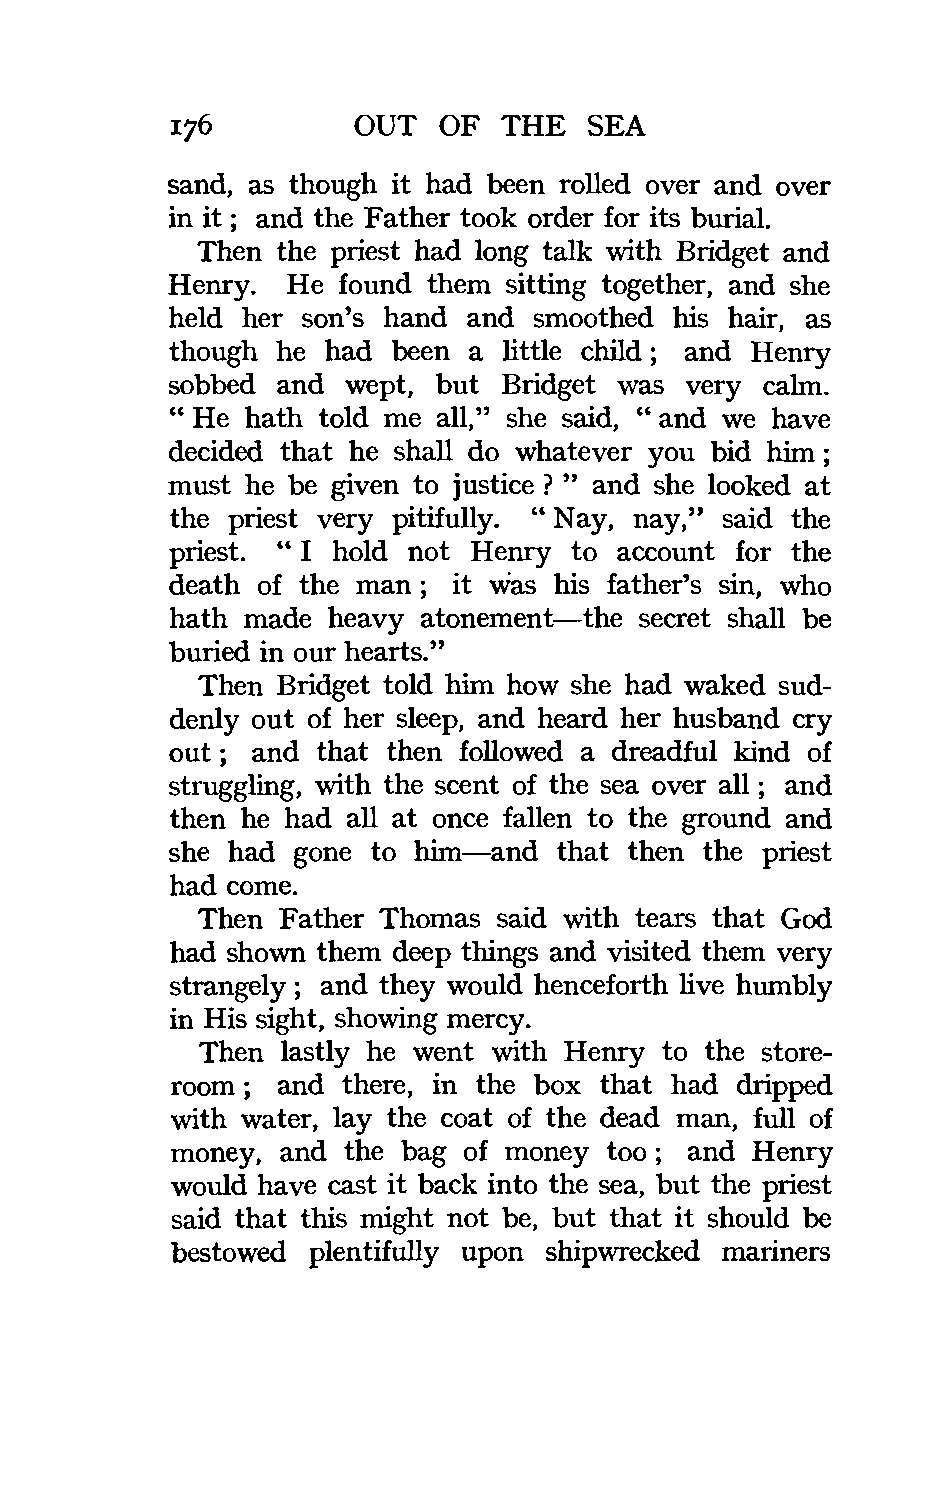 176 OUT OF THE SEA
sand, as though it had been rolled over and over
in it ; and the Father took order for its burial.
Then the priest had long talk with Bridget and
Henry. He found them sitting together, and she
held her son's hand and smoothed his hair, as
though he had been a little child ; and Henry
sobbed and wept, but Bridget was very calm.
“ He hath told me all,” she said, “ and we have
decided that he shall do whatever you bid him ;
must he be given to justice ? ” and she looked at
the priest very pitifully. “ Nay, nay,” said the
priest. “ I hold not Henry to account for the
death of the man ; it was his father's sin, who
hath made heavy atonement—the secret shall be
buried in our hearts.”
Then Bridget told him how she had waked sud-
denly out of her sleep, and heard her husband cry
out ; and that then followed a dreadful kind of
struggling, with the scent of the sea over all ; and
then he had all at once fallen to the ground and
she had gone to him—and that then the priest
had come.
Then Father Thomas said with tears that God
had shown them deep things and visited them very
strangely ; and they would henceforth live humbly
in His sight, showing mercy.
Then lastly he went with Henry to the store-
room ; and there, in the box that had dripped
with water, lay the coat of the dead man, full of
money, and the bag of money too ; and Henry
would have cast it back into the sea, but the priest
said that this might not be, but that it should be
bestowed plentifully upon shipwrecked mariners